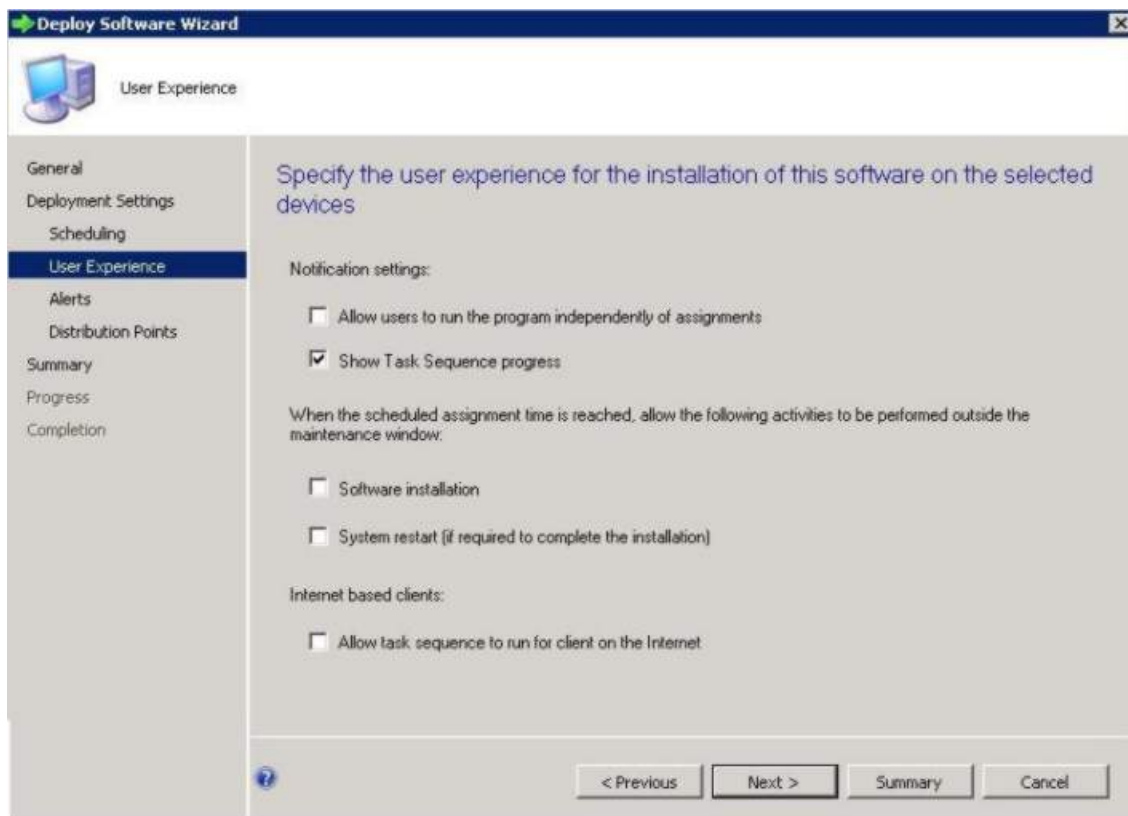 Deploy Software Wizard
User Experience
General
Deployment Settings
Scheduling
User Experience
Alerts
Distribution Points
Summary
Progress
Completion
Specify the user experience for the installation of this software on the selected
devices
Notification settings:
Allow users to run the program independently of assignments
Show Task Sequence progress
When the scheduled assignment time is reached, allow the following activities to be performed outside the
maintenance window:
Software installation
System restart (if required to complete the installation)
Internet based clients:
Allow task sequence to run for client on the Internet
< Previous
Next >
Summary
Cancel